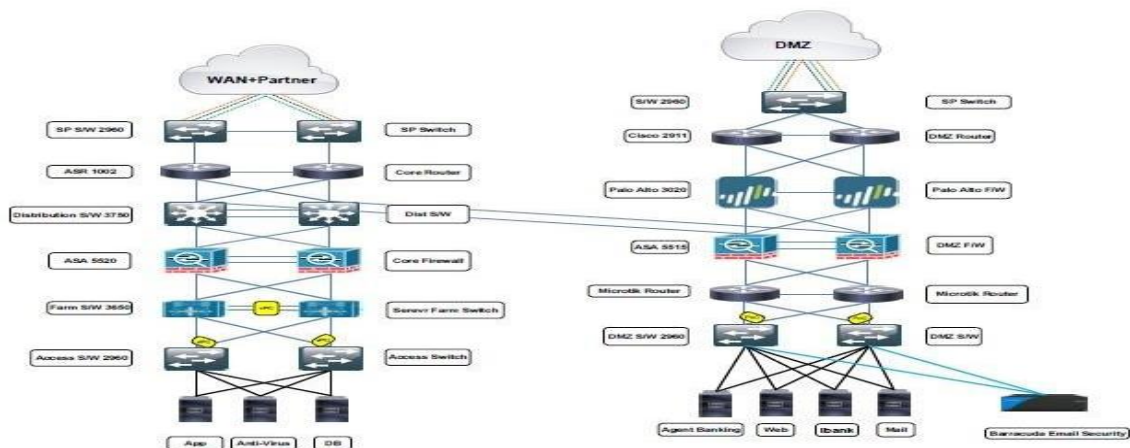 WAN+Partner
SP S/W 2960
SP Switch
ASR 1002
Core Router
Distribution S/W 3750
Dist S/W
ASA 5520
Core Firewall
Farm S/W 3650
vPC
Serevr Farm Switch
Access S/W 2960
Access Switch
App
Anti-Virus
DB
DMZ
S/W 2960
SP Switch
Cisco 2911
DMZ Router
Palo Alto 3020
Palo Alto F/W
ASA 5515
DMZ F/W
Microtik Router
Microtik Router
DMZ S/W 2960
DMZ S/W
Agent Banking
Web
Ibank
Mail
Barracuda Email Security